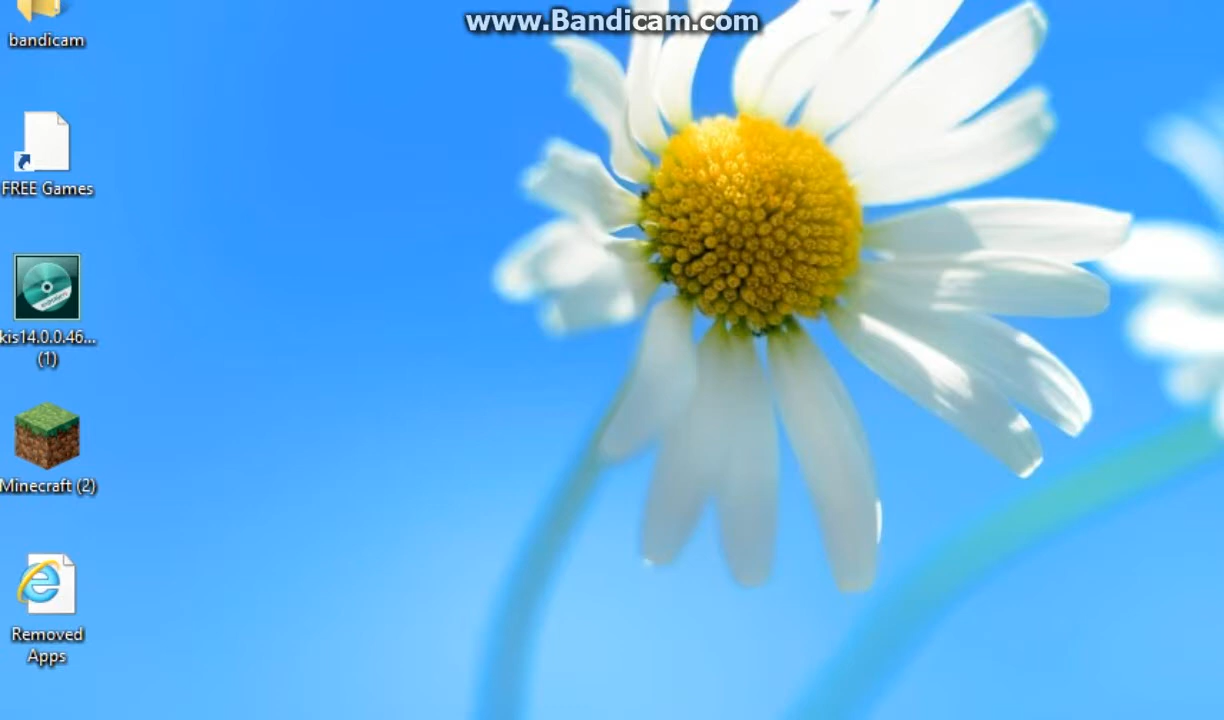 www.Bandicam.com
bandicam
FREE Games
kis14.0.0.46...
(1)
Minecraft (2)
Removed
Apps